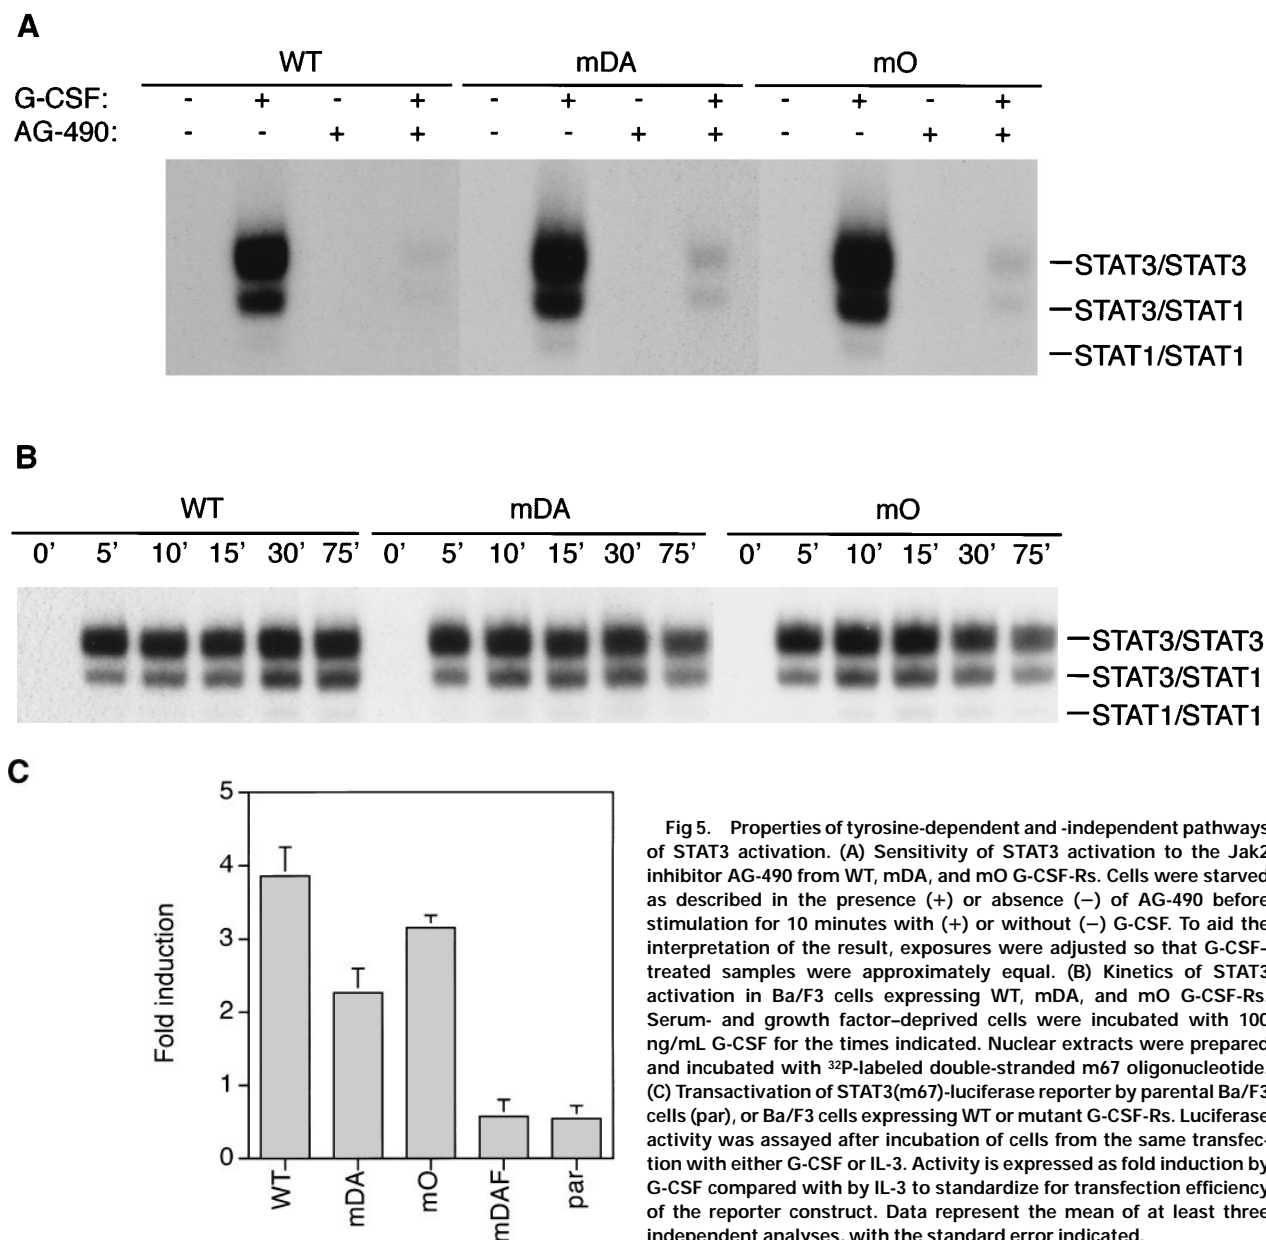 A
WT mDA mO
G-CSF: - + - + - + - + - + - +
AG-490: - - + + - - + + - - + +
STAT3/STAT3
STAT3/STAT1
STAT1/STAT1
B
WT mDA mO
0' 5' 10' 15' 30' 75' 0' 5' 10' 15' 30' 75' 0' 5' 10' 15' 30' 75'
STAT3/STAT3
STAT3/STAT1
STAT1/STAT1
C
Fold induction
5
4
3
2
1
0
WT mDA mO mDAF par
Fig 5. Properties of tyrosine-dependent and -independent pathways
of STAT3 activation. (A) Sensitivity of STAT3 activation to the Jak2
inhibitor AG-490 from WT, mDA, and mO G-CSF-Rs. Cells were starved
as described in the presence (+) or absence (−) of AG-490 before
stimulation for 10 minutes with (+) or without (−) G-CSF. To aid the
interpretation of the result, exposures were adjusted so that G-CSF-
treated samples were approximately equal. (B) Kinetics of STAT3
activation in Ba/F3 cells expressing WT, mDA, and mO G-CSF-Rs.
Serum- and growth factor–deprived cells were incubated with 100
ng/mL G-CSF for the times indicated. Nuclear extracts were prepared
and incubated with ³²P-labeled double-stranded m67 oligonucleotide.
(C) Transactivation of STAT3(m67)-luciferase reporter by parental Ba/F3
cells (par), or Ba/F3 cells expressing WT or mutant G-CSF-Rs. Luciferase
activity was assayed after incubation of cells from the same transfec-
tion with either G-CSF or IL-3. Activity is expressed as fold induction by
G-CSF compared with by IL-3 to standardize for transfection efficiency
of the reporter construct. Data represent the mean of at least three
independent analyses, with the standard error indicated.